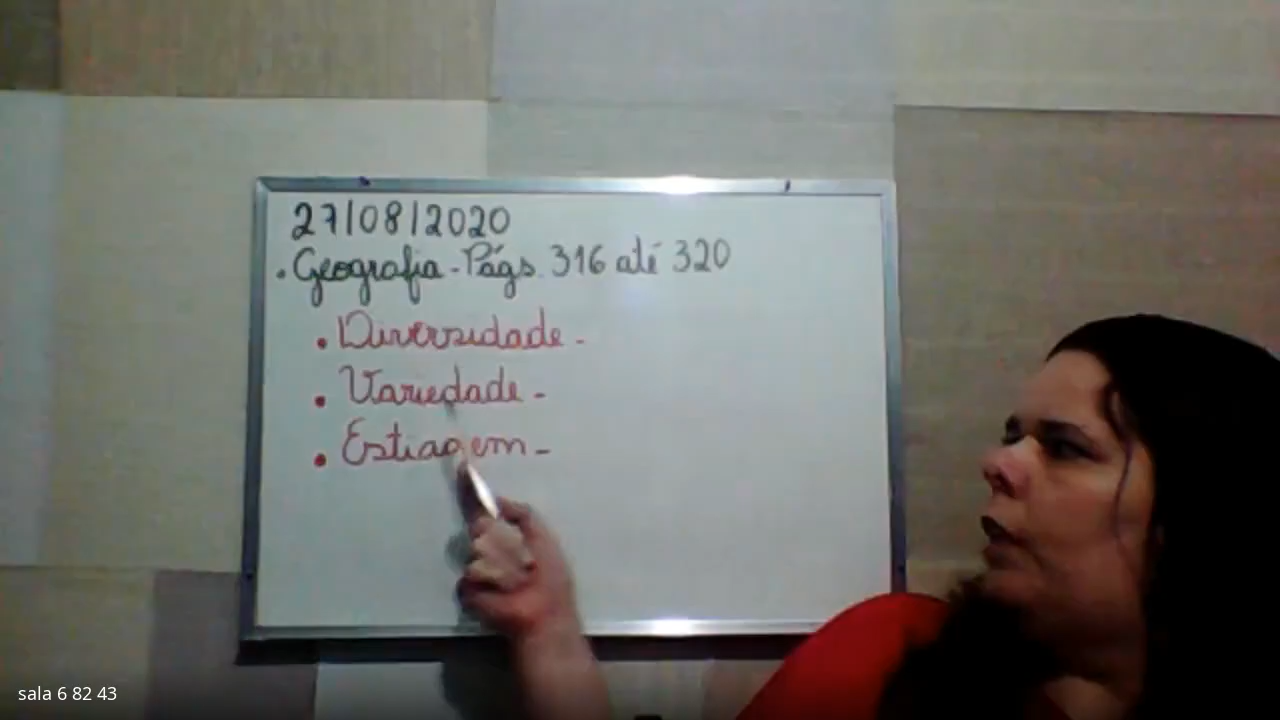 27/08/2020
• Geografia - Págs. 316 até 320
• Diversidade -
• Variedade -
• Estiagem -
sala 6 82 43